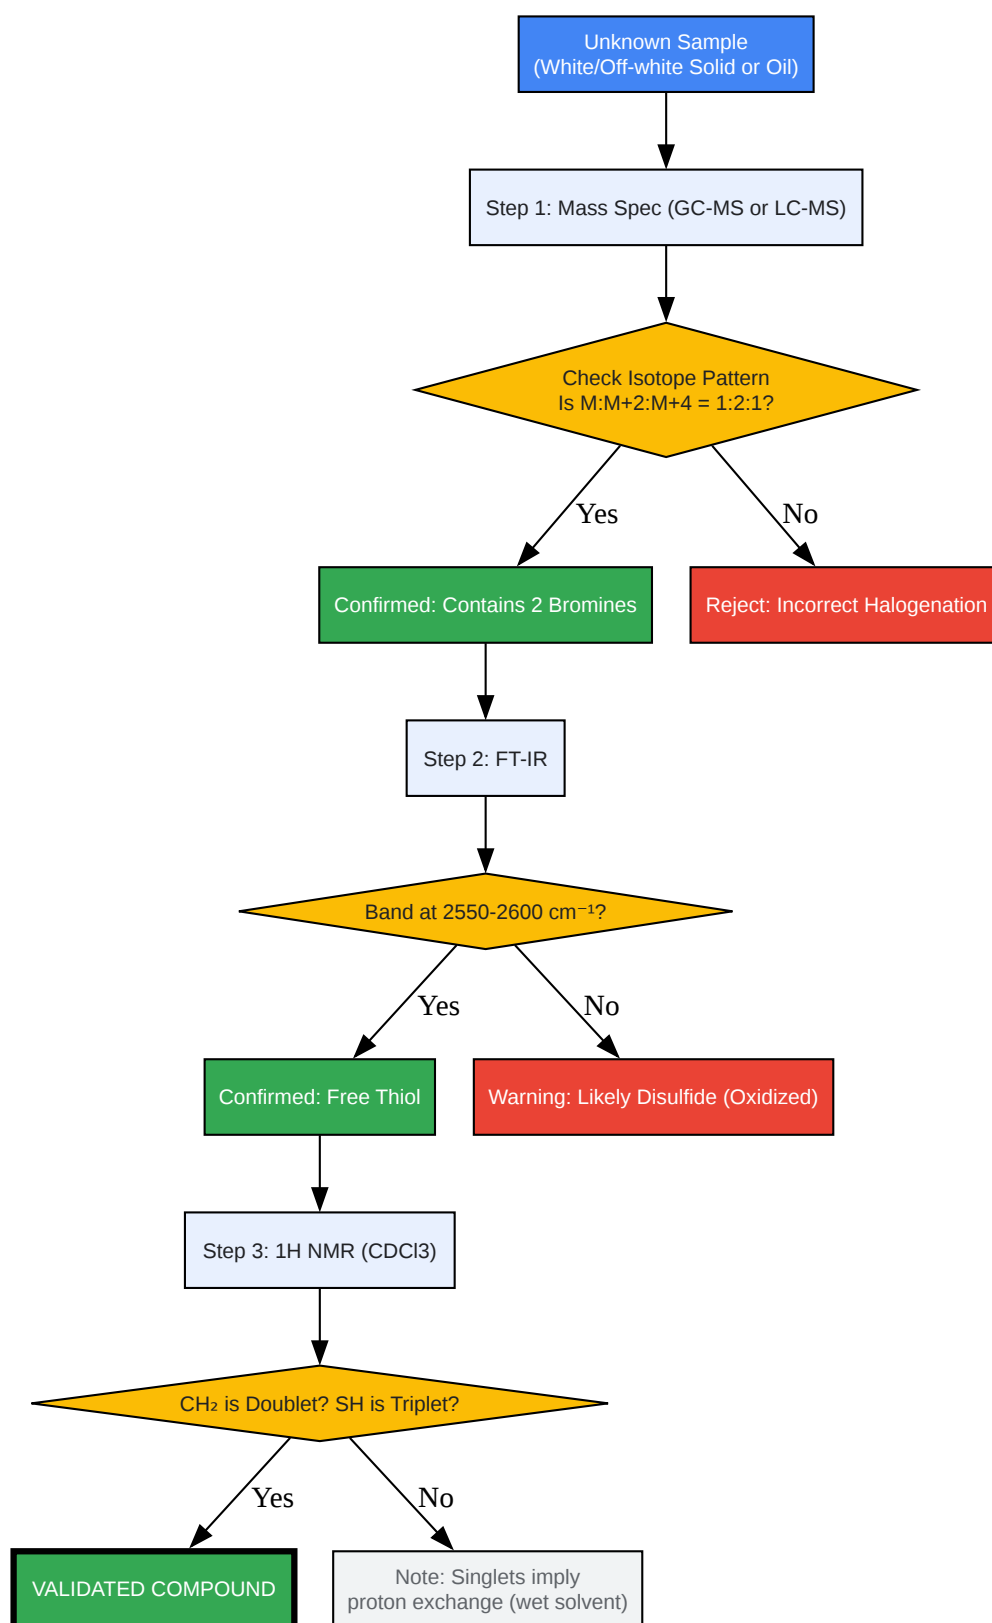 Unknown Sample
(White/Off-white Solid or Oil)
Step 1: Mass Spec (GC-MS or LC-MS)
Check Isotope Pattern
Is M:M+2:M+4 = 1:2:1?
Yes
No
Confirmed: Contains 2 Bromines
Reject: Incorrect Halogenation
Step 2: FT-IR
Band at 2550-2600 cm⁻¹?
Yes
No
Confirmed: Free Thiol
Warning: Likely Disulfide (Oxidized)
Step 3: 1H NMR (CDCl3)
CH₂ is Doublet? SH is Triplet?
Yes
No
VALIDATED COMPOUND
Note: Singlets imply
proton exchange (wet solvent)